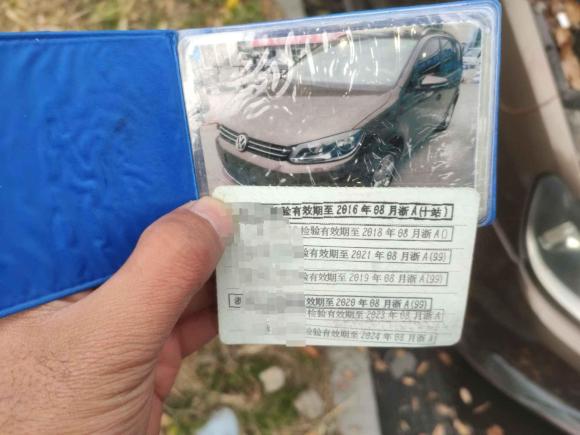 验有效期至2016年08月浙A(十站)
检验有效期至2018年08月浙A()
验有效期至2021年08月浙A(99)
检验有效期至2019年08月浙A(99)
浙 效期至2020年08月浙A(99)
检验有效期至2023年08月浙A
检验有效期至2024年08月浙A